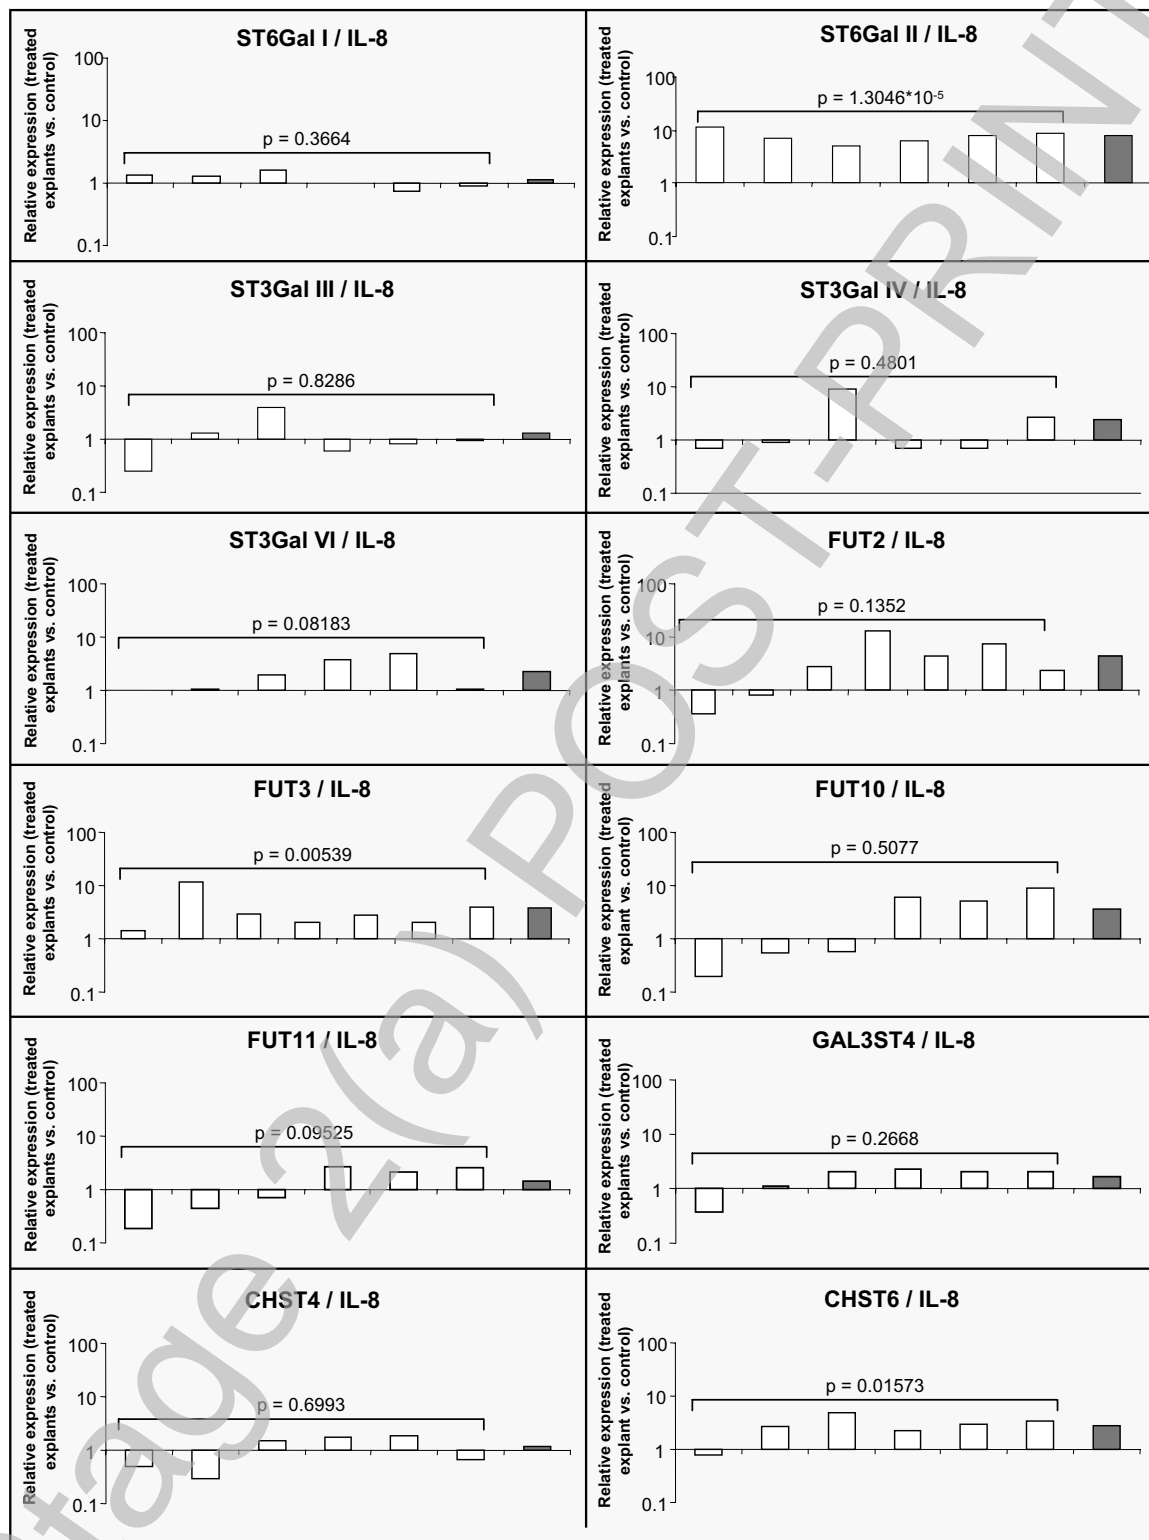 ST6Gal I / IL-8
Relative expression (treated
explants vs. control)
100
10
1
0.1
p = 0.3664
ST6Gal II / IL-8
Relative expression (treated
explants vs. control)
100
10
1
0.1
p = 1.3046*10-5
ST3Gal III / IL-8
Relative expression (treated
explants vs. control)
100
10
1
0.1
p = 0.8286
ST3Gal IV / IL-8
Relative expression (treated
explants vs. control)
100
10
1
0.1
p = 0.4801
ST3Gal VI / IL-8
Relative expression (treated
explants vs. control)
100
10
1
0.1
p = 0.08183
FUT2 / IL-8
Relative expression (treated
explants vs. control)
100
10
1
0.1
p = 0.1352
FUT3 / IL-8
Relative expression (treated
explants vs. control)
100
10
1
0.1
p = 0.00539
FUT10 / IL-8
Relative expression (treated
explant vs. control)
100
10
1
0.1
p = 0.5077
FUT11 / IL-8
Relative expression (treated
explants vs. control)
100
10
1
0.1
p = 0.09525
GAL3ST4 / IL-8
Relative expression (treated
explants vs. control)
100
10
1
0.1
p = 0.2668
CHST4 / IL-8
Relative expression (treated
explants vs. control)
100
10
1
0.1
p = 0.6993
CHST6 / IL-8
Relative expression (treated
explant vs. control)
100
10
1
0.1
p = 0.01573
tage 2(a) POST-PRINT